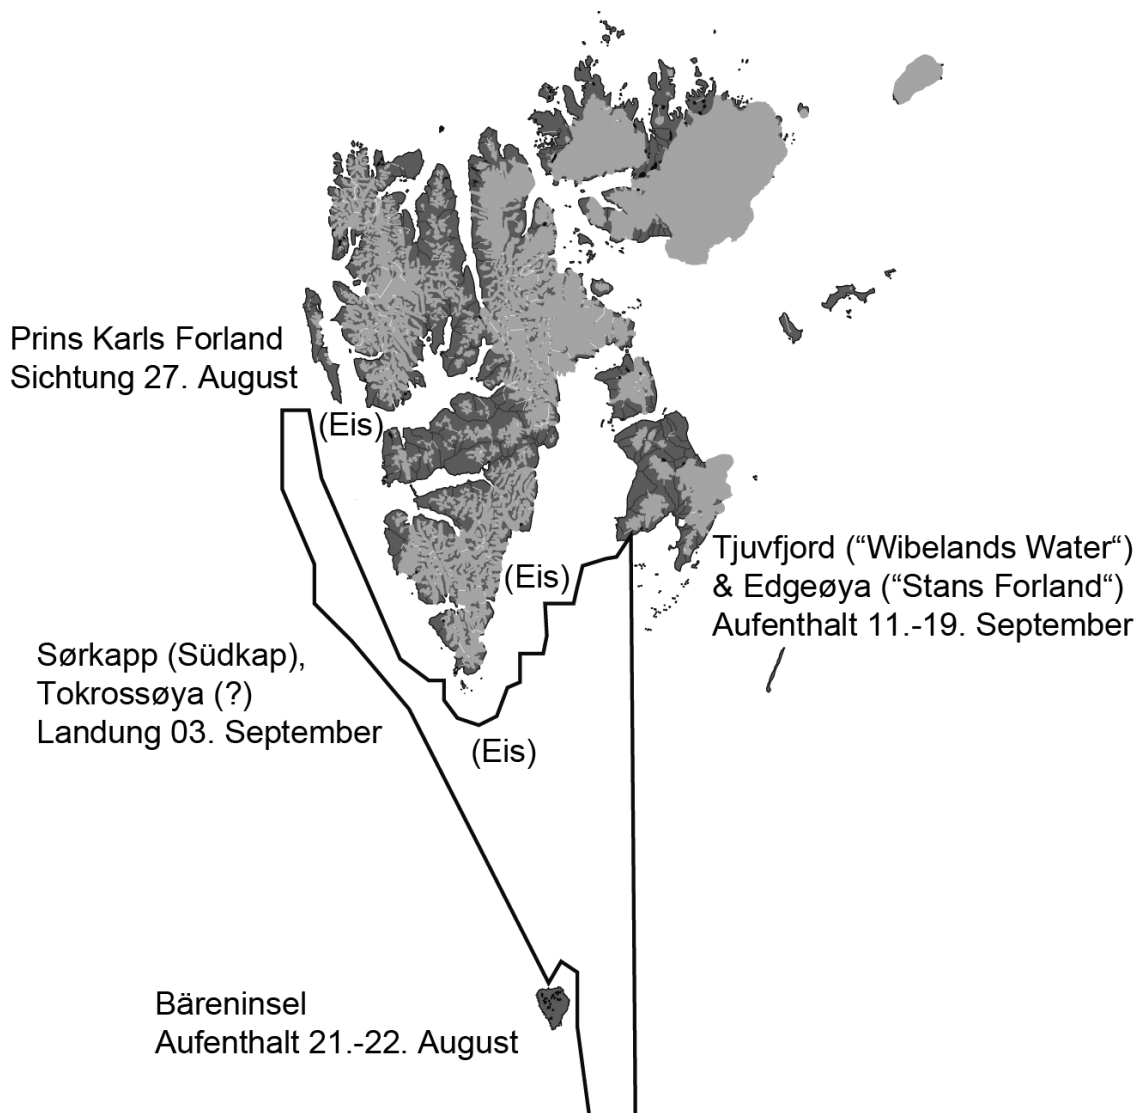 Prins Karls Forland
Sichtung 27. August
(Eis)
(Eis)
Tjuvfjord (“Wibelands Water“)
& Edgeøya (“Stans Forland“)
Aufenthalt 11.-19. September
Sørkapp (Südkap),
Tokrossøya (?)
Landung 03. September
(Eis)
Bäreninsel
Aufenthalt 21.-22. August